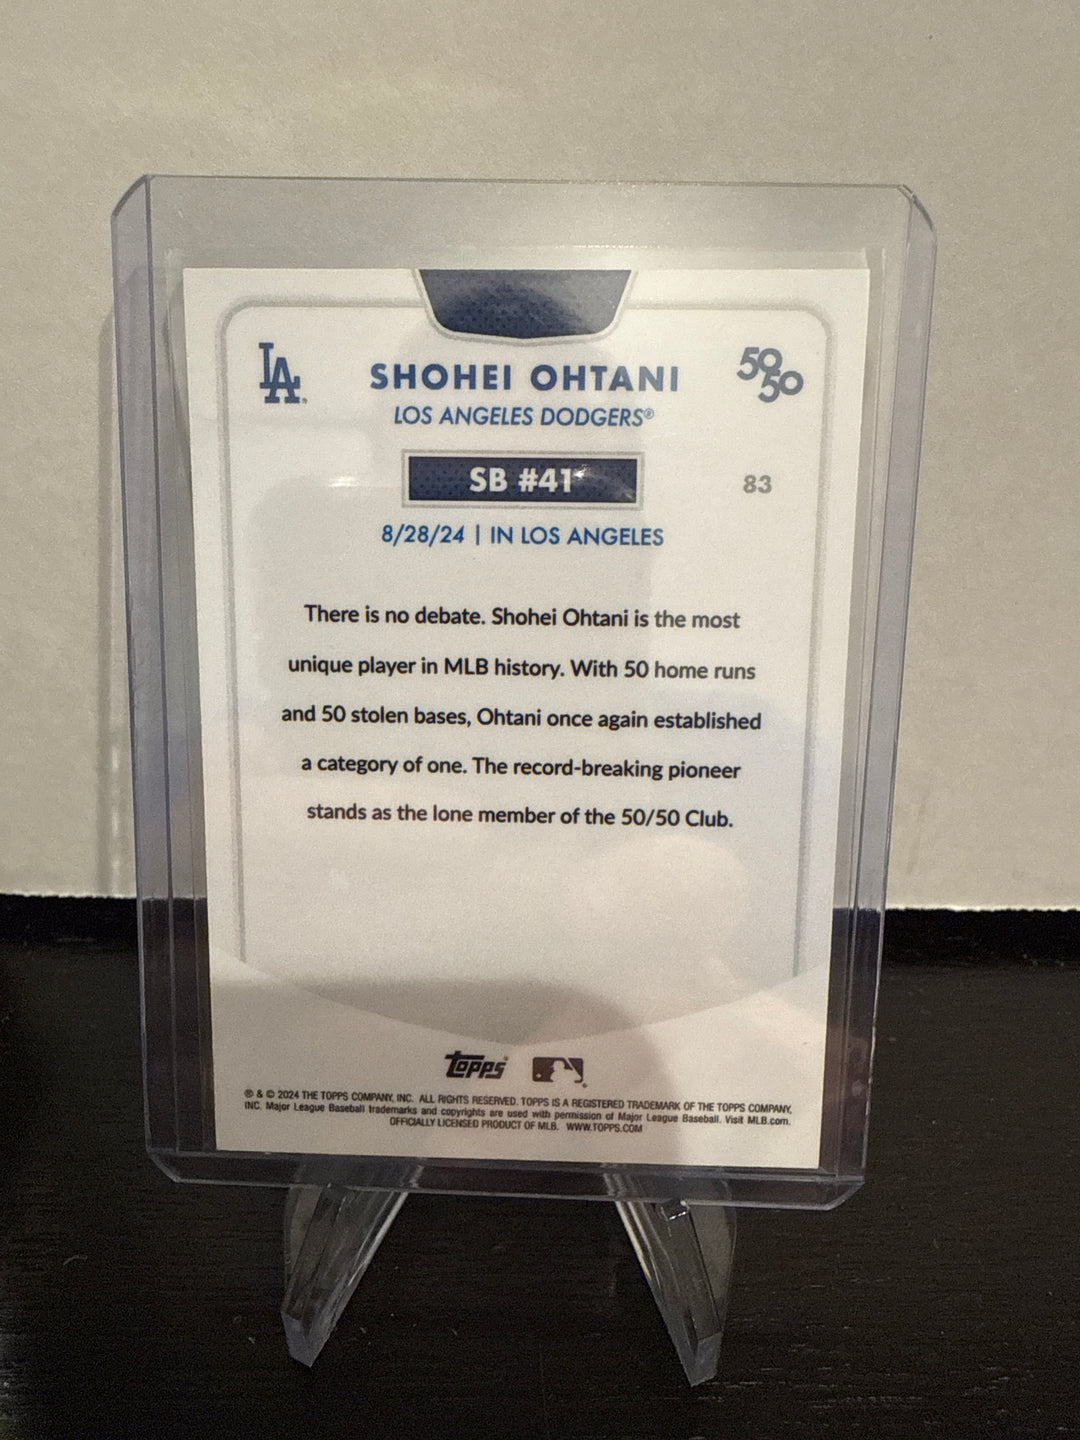 LA
SHOHEI OHTANI
50/50
LOS ANGELES DODGERS®
SB #41
83
8/28/24 | IN LOS ANGELES
There is no debate. Shohei Ohtani is the most
unique player in MLB history. With 50 home runs
and 50 stolen bases, Ohtani once again established
a category of one. The record-breaking pioneer
stands as the lone member of the 50/50 Club.
Topps®
® & © 2024 THE TOPPS COMPANY, INC. ALL RIGHTS RESERVED. TOPPS IS A REGISTERED TRADEMARK OF THE TOPPS COMPANY,
INC. Major League Baseball trademarks and copyrights are used with permission of Major League Baseball. Visit MLB.com.
OFFICIALLY LICENSED PRODUCT OF MLB. WWW.TOPPS.COM